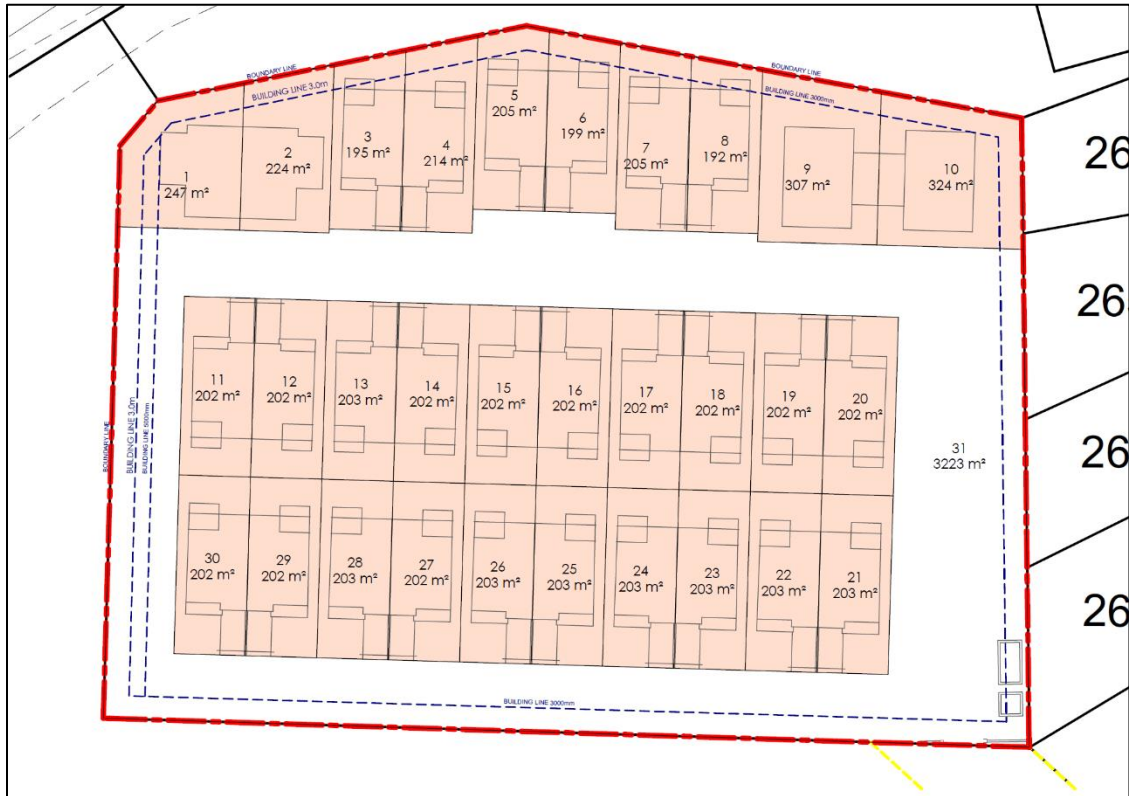 BOUNDARY LINE
BUILDING LINE 3.0m
BOUNDARY LINE
BUILDING LINE 3000mm
1
247 m²
2
224 m²
3
195 m²
4
214 m²
5
205 m²
6
199 m²
7
205 m²
8
192 m²
9
307 m²
10
324 m²
26
26
26
26
11
202 m²
12
202 m²
13
203 m²
14
202 m²
15
202 m²
16
202 m²
17
202 m²
18
202 m²
19
202 m²
20
202 m²
31
3223 m²
BOUNDARY LINE
BUILDING LINE 3.0m
BUILDING LINE 5000mm
30
202 m²
29
202 m²
28
203 m²
27
202 m²
26
203 m²
25
203 m²
24
203 m²
23
203 m²
22
203 m²
21
203 m²
BUILDING LINE 3000mm